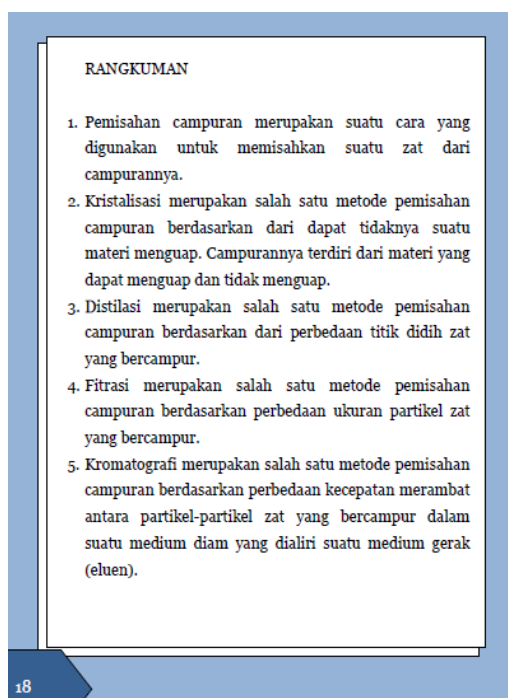 RANGKUMAN
1. Pemisahan campuran merupakan suatu cara yang
digunakan untuk memisahkan suatu zat dari
campurannya.
2. Kristalisasi merupakan salah satu metode pemisahan
campuran berdasarkan dari dapat tidaknya suatu
materi menguap. Campurannya terdiri dari materi yang
dapat menguap dan tidak menguap.
3. Distilasi merupakan salah satu metode pemisahan
campuran berdasarkan dari perbedaan titik didih zat
yang bercampur.
4. Fitrasi merupakan salah satu metode pemisahan
campuran berdasarkan perbedaan ukuran partikel zat
yang bercampur.
5. Kromatografi merupakan salah satu metode pemisahan
campuran berdasarkan perbedaan kecepatan merambat
antara partikel-partikel zat yang bercampur dalam
suatu medium diam yang dialiri suatu medium gerak
(eluen).
18